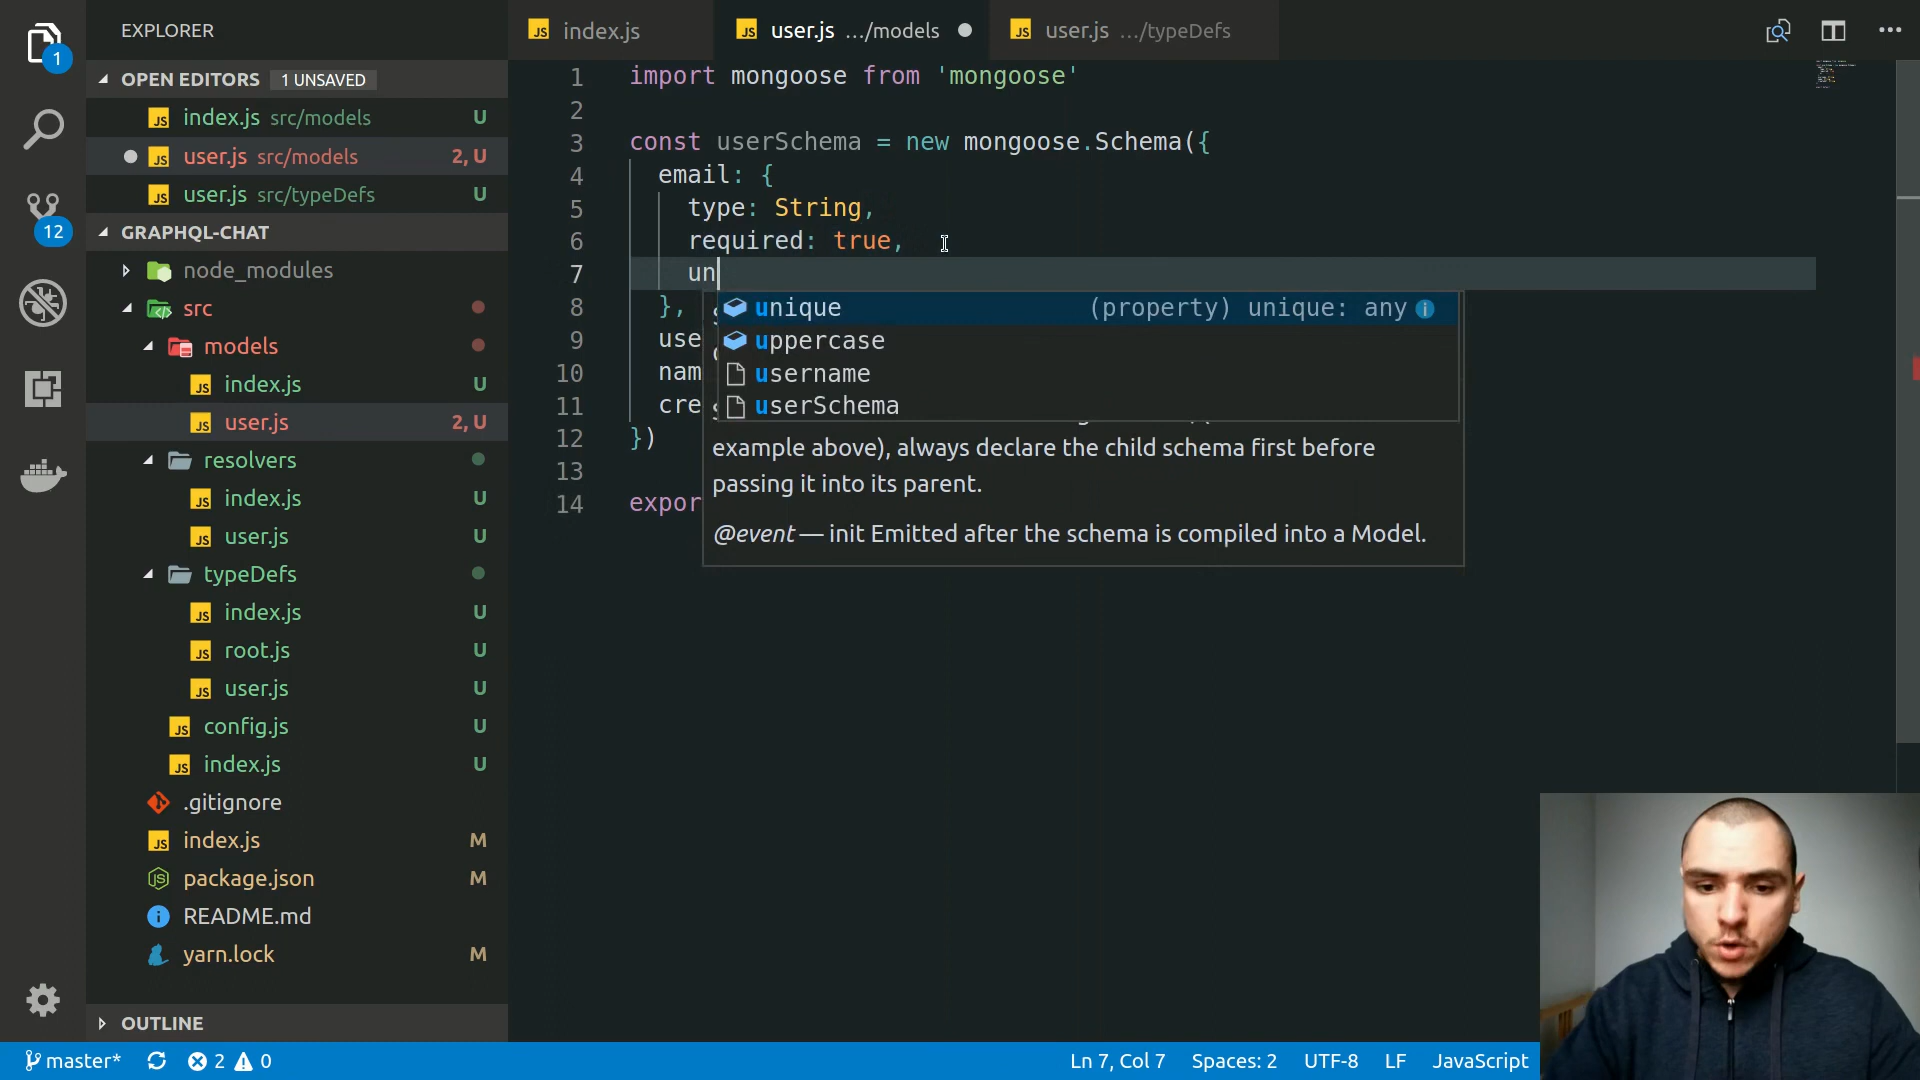 EXPLORER
OPEN EDITORS 1 UNSAVED
index.js src/models U
user.js src/models 2, U
user.js src/typeDefs U
GRAPHQL-CHAT
node_modules
src
models
index.js U
user.js 2, U
resolvers
index.js U
user.js U
typeDefs
index.js U
root.js U
user.js U
config.js U
index.js U
.gitignore
index.js M
package.json M
README.md
yarn.lock M
OUTLINE
1
12
index.js
user.js .../models
user.js .../typeDefs
1 import mongoose from 'mongoose'
2
3 const userSchema = new mongoose.Schema({
4 email: {
5 type: String,
6 required: true,
7 un
8 },
9 use
10 nam
11 cre
12 })
13
14 expor
unique (property) unique: any
uppercase
username
userSchema
example above), always declare the child schema first before
passing it into its parent.
@event — init Emitted after the schema is compiled into a Model.
master* 2 0 Ln 7, Col 7 Spaces: 2 UTF-8 LF JavaScript